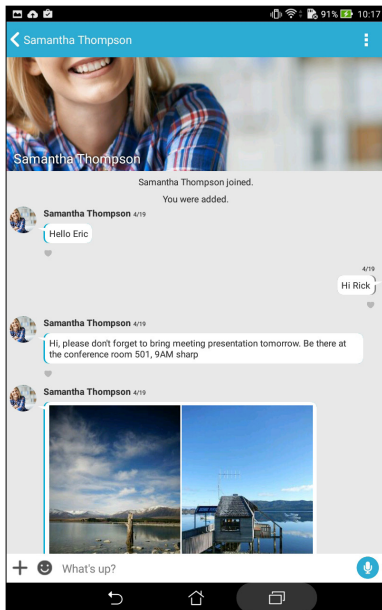 91% 10:17
Samantha Thompson
Samantha Thompson
Samantha Thompson joined.
You were added.
Samantha Thompson 4/19
Hello Eric
4/19
Hi Rick
Samantha Thompson 4/19
Hi, please don't forget to bring meeting presentation tomorrow. Be there at
the conference room 501, 9AM sharp
Samantha Thompson 4/19
What's up?